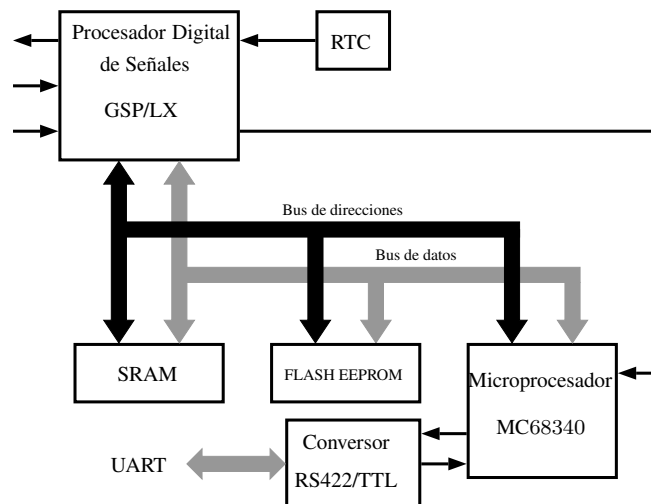 Procesador Digital
de Señales
GSP/LX
RTC
Bus de direcciones
Bus de datos
SRAM
FLASH EEPROM
Microprocesador
MC68340
UART
Conversor
RS422/TTL